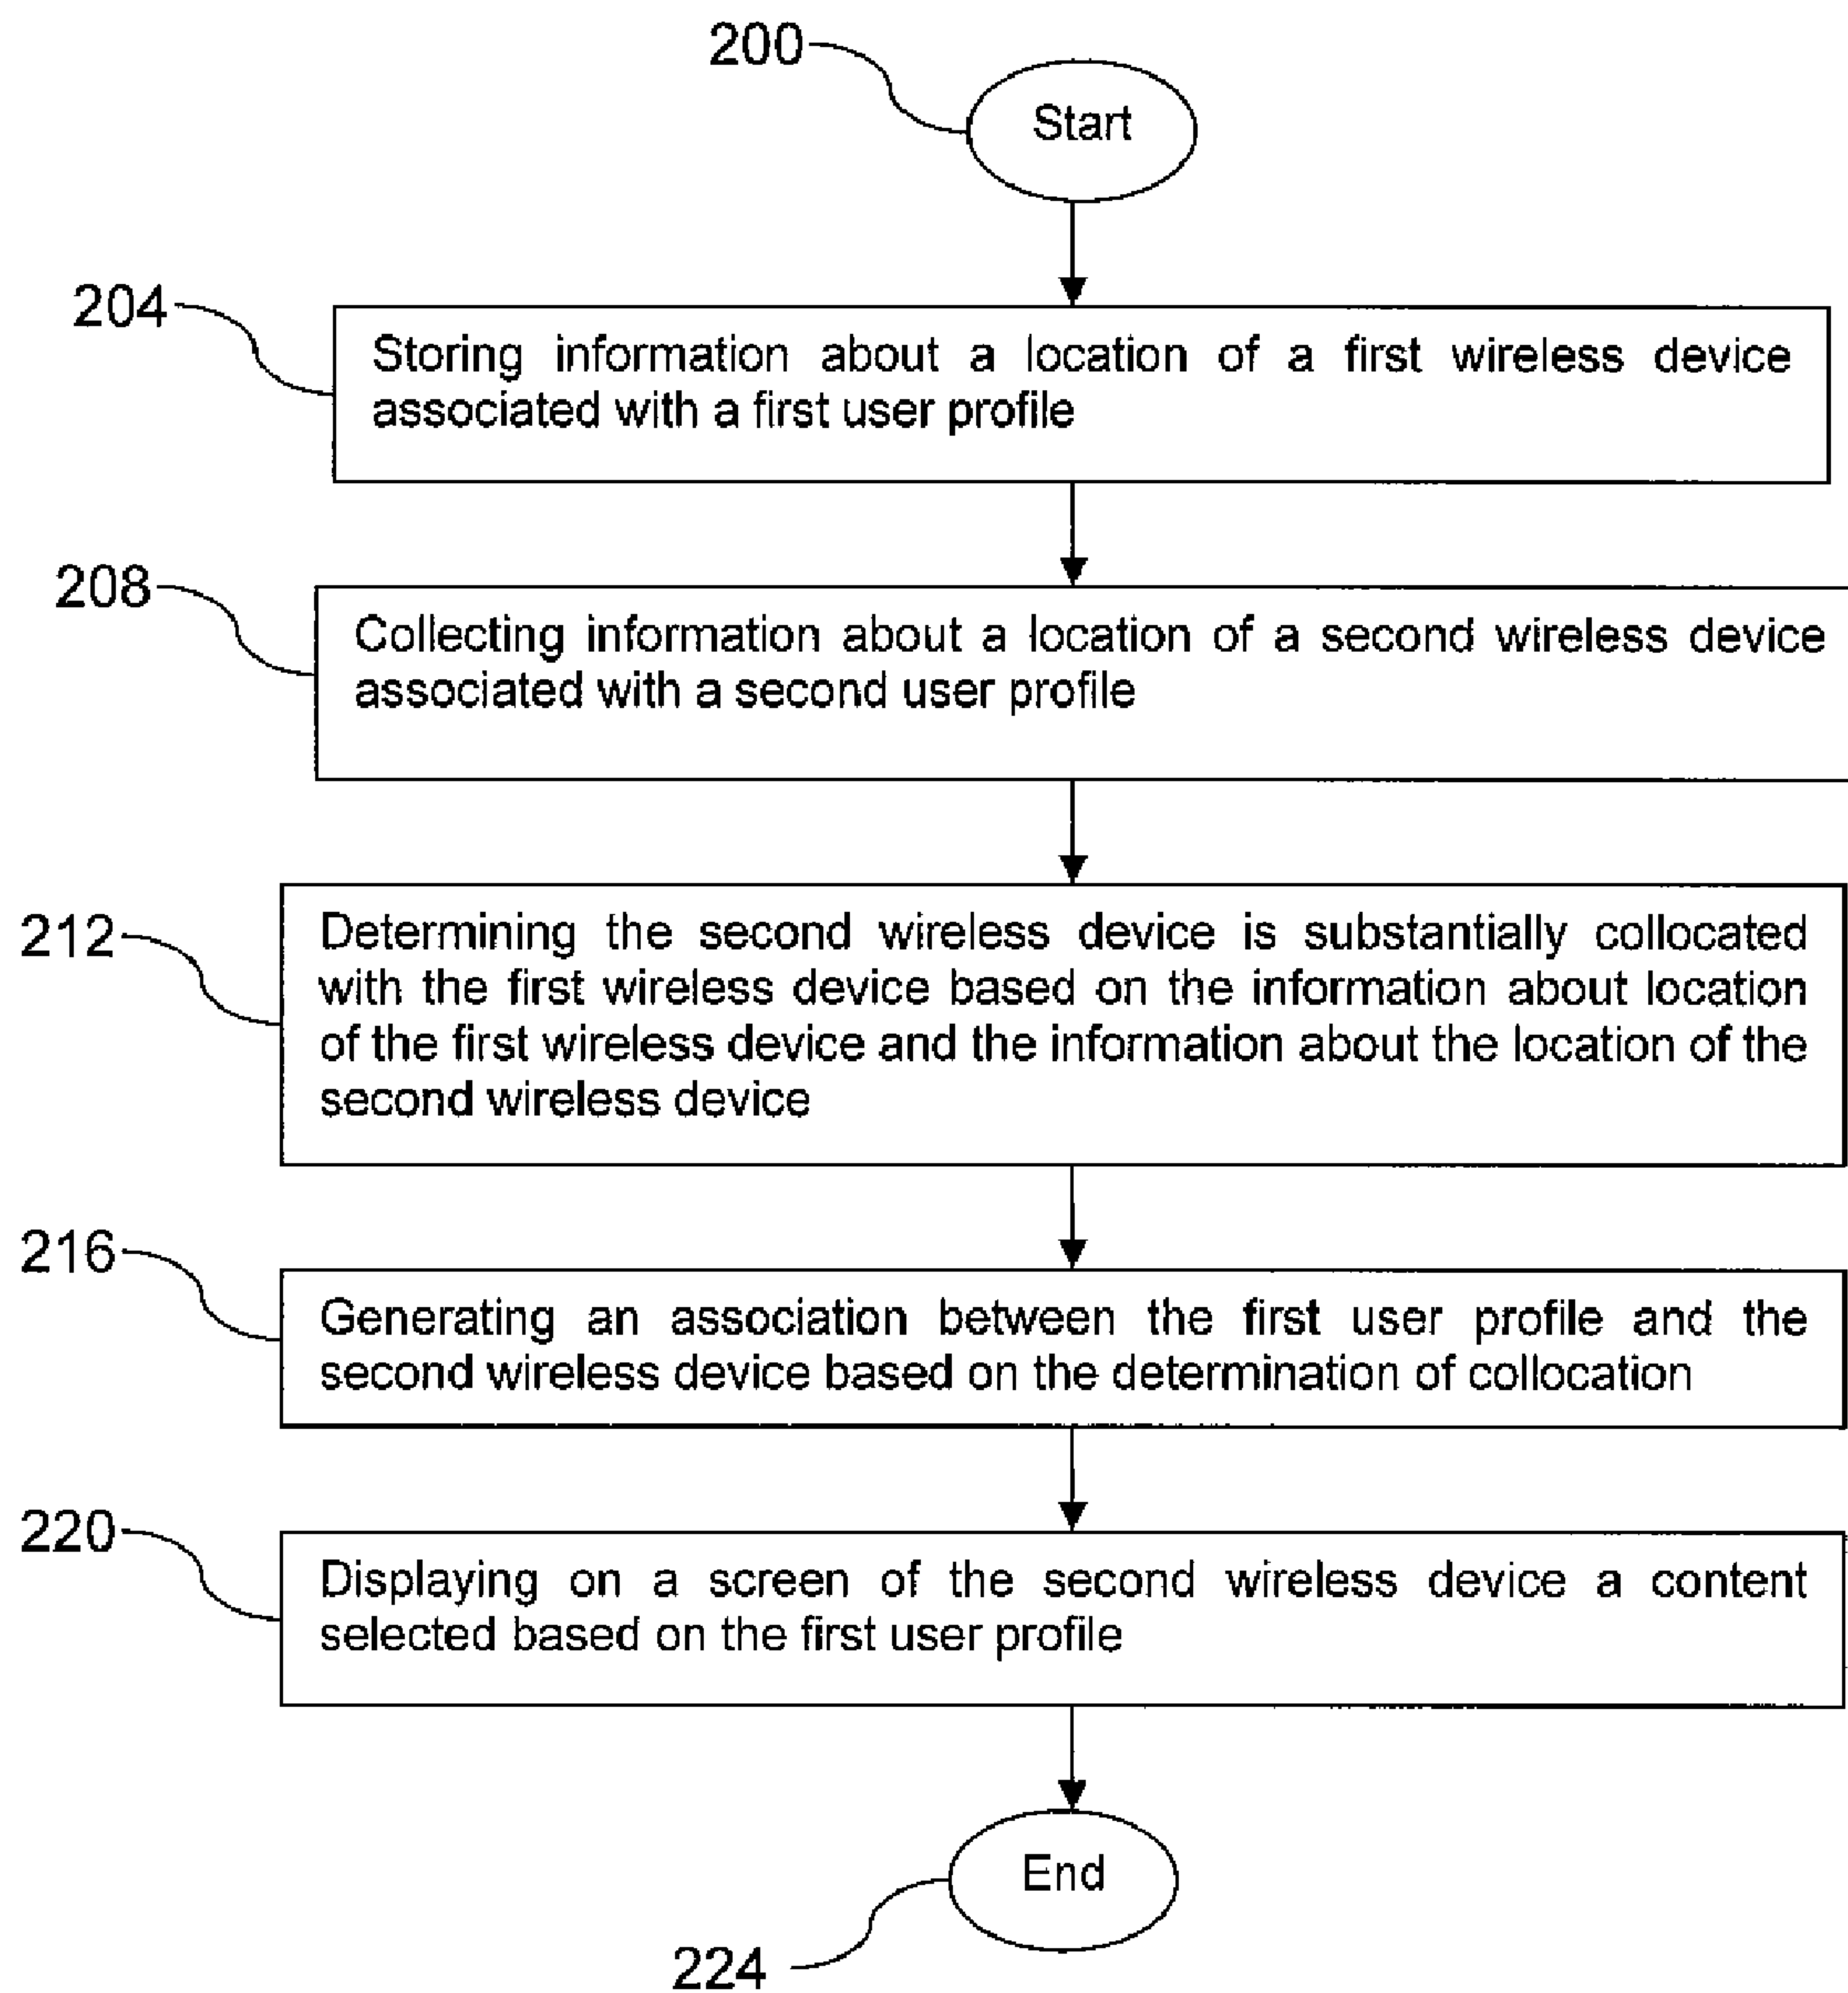 200
Start
204
Storing information about a location of a first wireless device
associated with a first user profile
208
Collecting information about a location of a second wireless device
associated with a second user profile
212
Determining the second wireless device is substantially collocated
with the first wireless device based on the information about location
of the first wireless device and the information about the location of the
second wireless device
216
Generating an association between the first user profile and the
second wireless device based on the determination of collocation
220
Displaying on a screen of the second wireless device a content
selected based on the first user profile
End
224